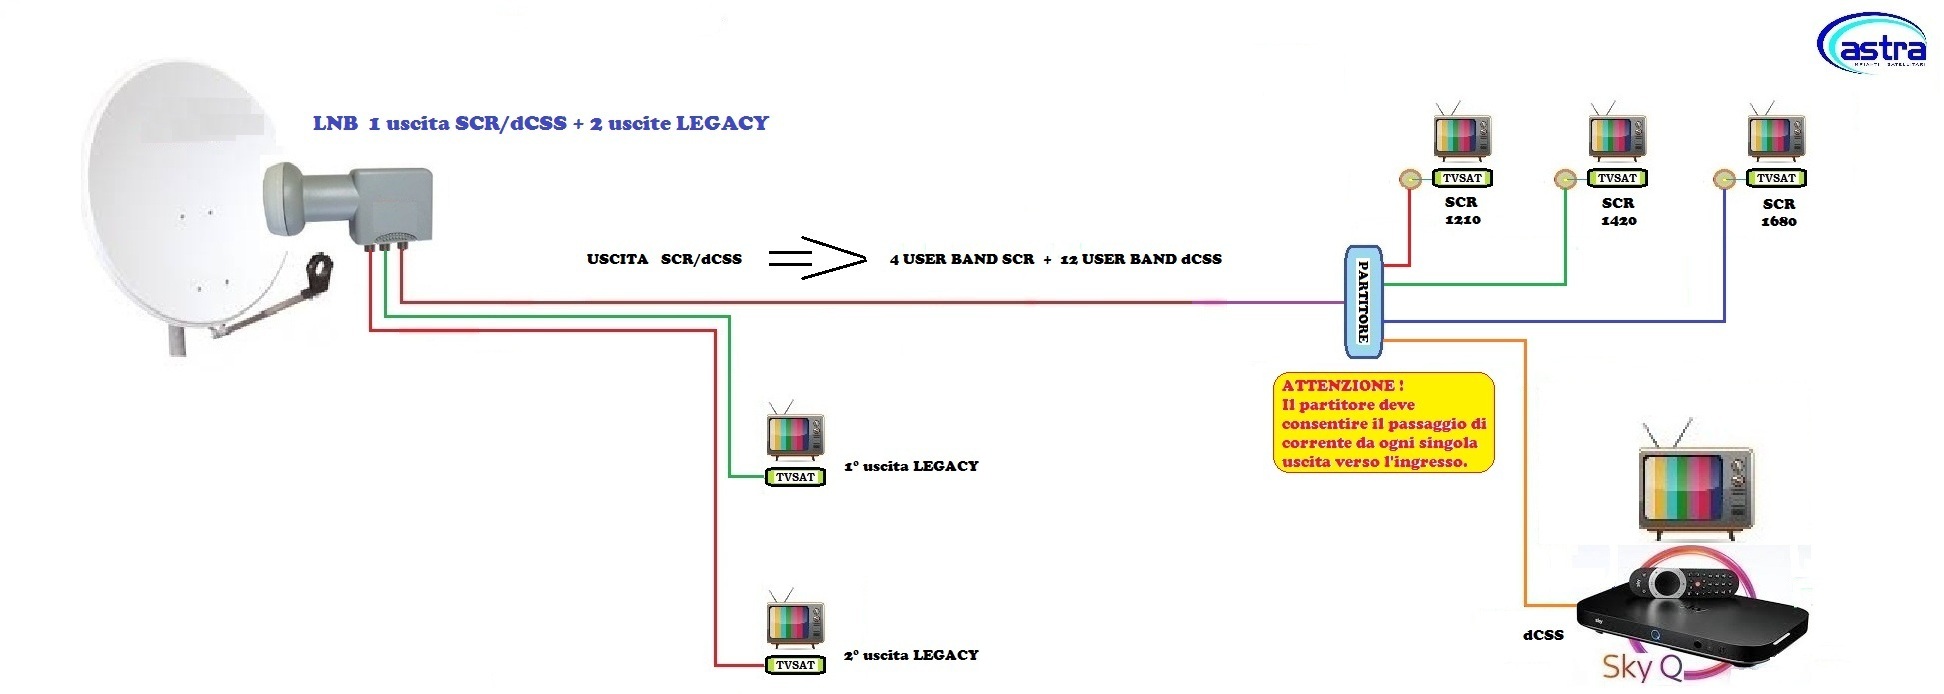 astra
IMPIANTI SATELLITARI
LNB 1 uscita SCR/dCSS + 2 uscite LEGACY
TVSAT
TVSAT
TVSAT
SCR
1210
SCR
1420
SCR
1680
USCITA SCR/dCSS
4 USER BAND SCR + 12 USER BAND dCSS
PARTITORE
ATTENZIONE !
Il partitore deve
consentire il passaggio di
corrente da ogni singola
uscita verso l'ingresso.
TVSAT
1° uscita LEGACY
TVSAT
2° uscita LEGACY
dCSS
sky
Q
Sky Q